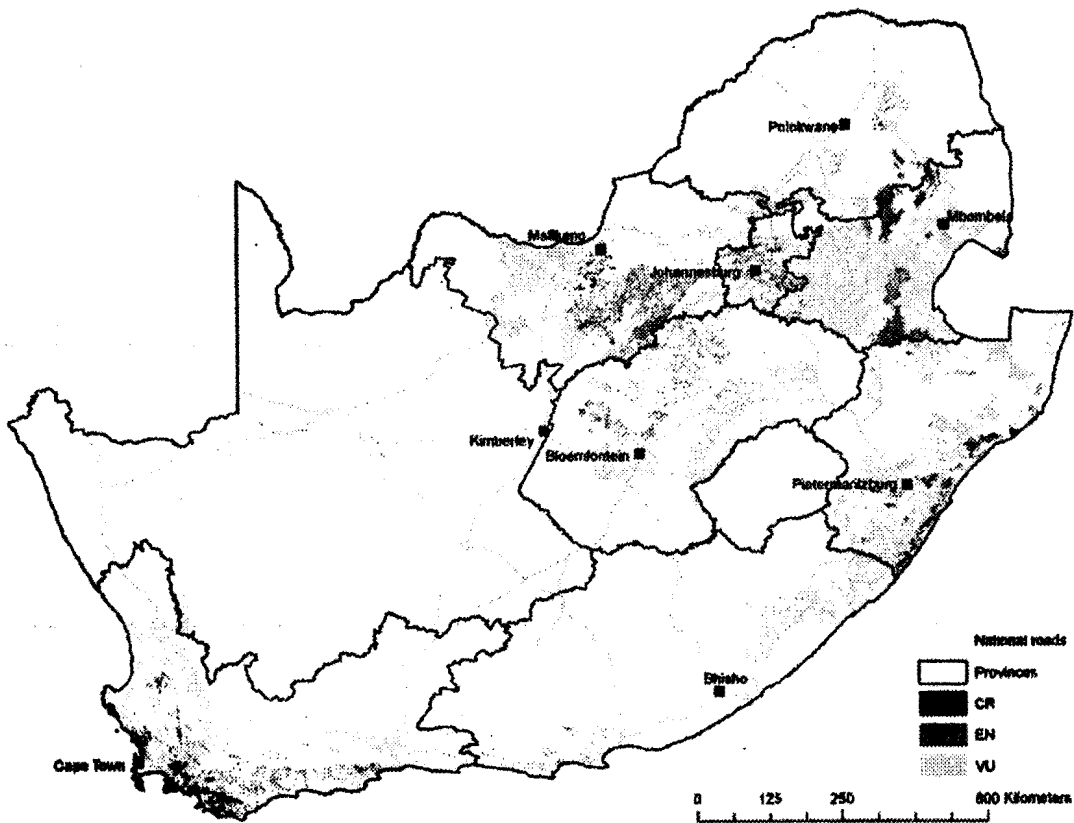 Polokwane
Mbombela
Johannesburg
Kimberley
Bloemfontein
Pietermaritzburg
National roads
Provinces
Bhisho
CR
EN
VU
Cape Town
0 125 250 500 Kilometers